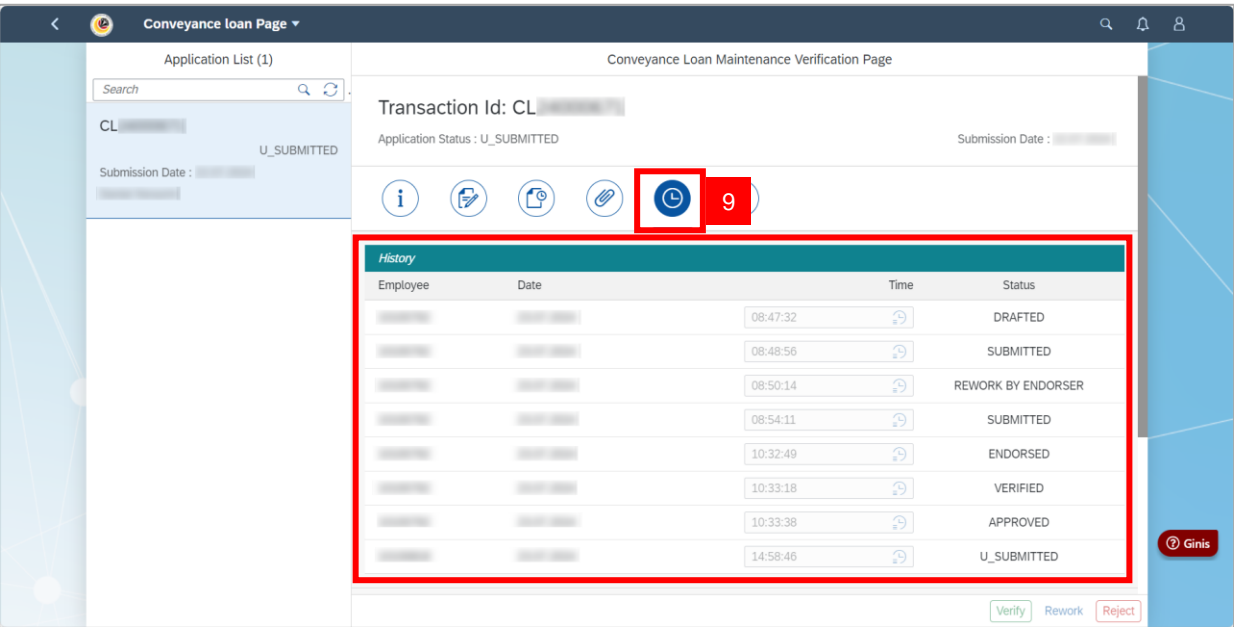 Conveyance loan Page
Application List (1)
Conveyance Loan Maintenance Verification Page
Search
Transaction Id: CL
CL
Application Status : U_SUBMITTED
Submission Date :
U_SUBMITTED
Submission Date :
9
History
Employee Date Time Status
08:47:32 DRAFTED
08:48:56 SUBMITTED
08:50:14 REWORK BY ENDORSER
08:54:11 SUBMITTED
10:32:49 ENDORSED
10:33:18 VERIFIED
10:33:38 APPROVED
14:58:46 U_SUBMITTED
Ginis
Verify Rework Reject